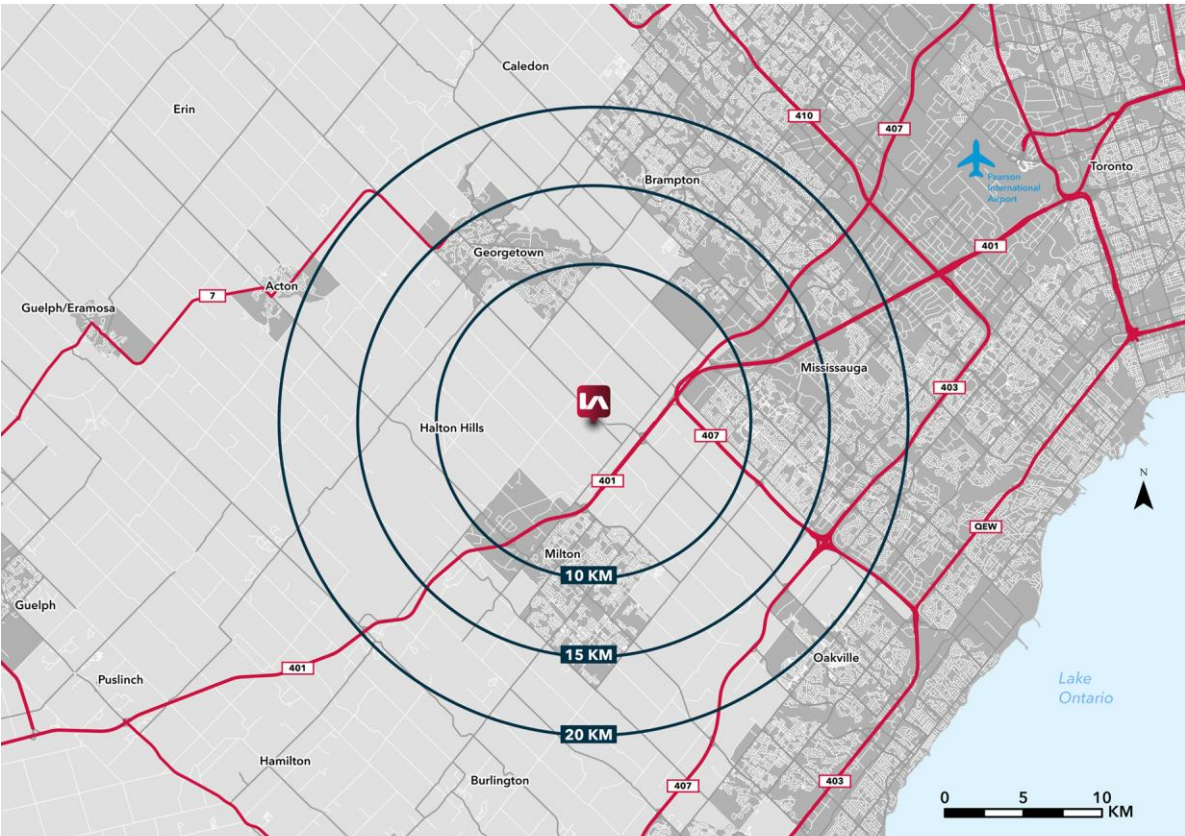 Caledon
Erin
410
407
Toronto
Brampton
Pearson
International
Airport
401
Georgetown
Acton
7
Guelph/Eramosa
Mississauga
403
Halton Hills
407
401
QEW
Milton
10 KM
Guelph
15 KM
Oakville
401
Puslinch
Lake
Ontario
20 KM
Hamilton
Burlington
407
403
N
0 5 10
KM